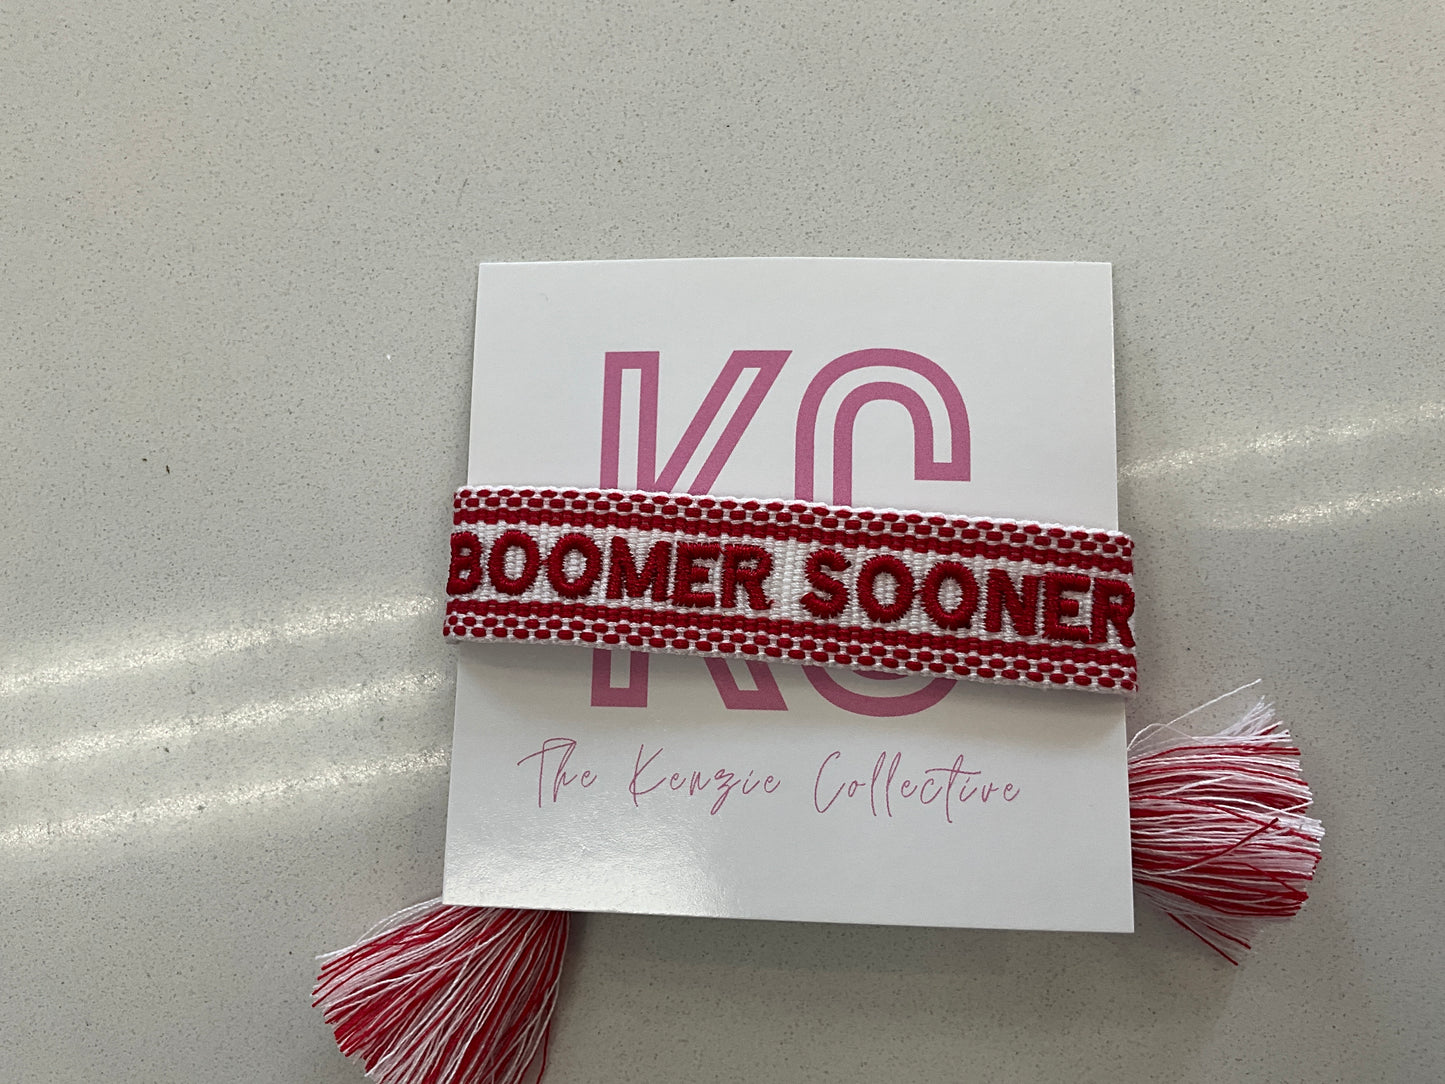 KC
BOOMER SOONER
The Kenzie Collective